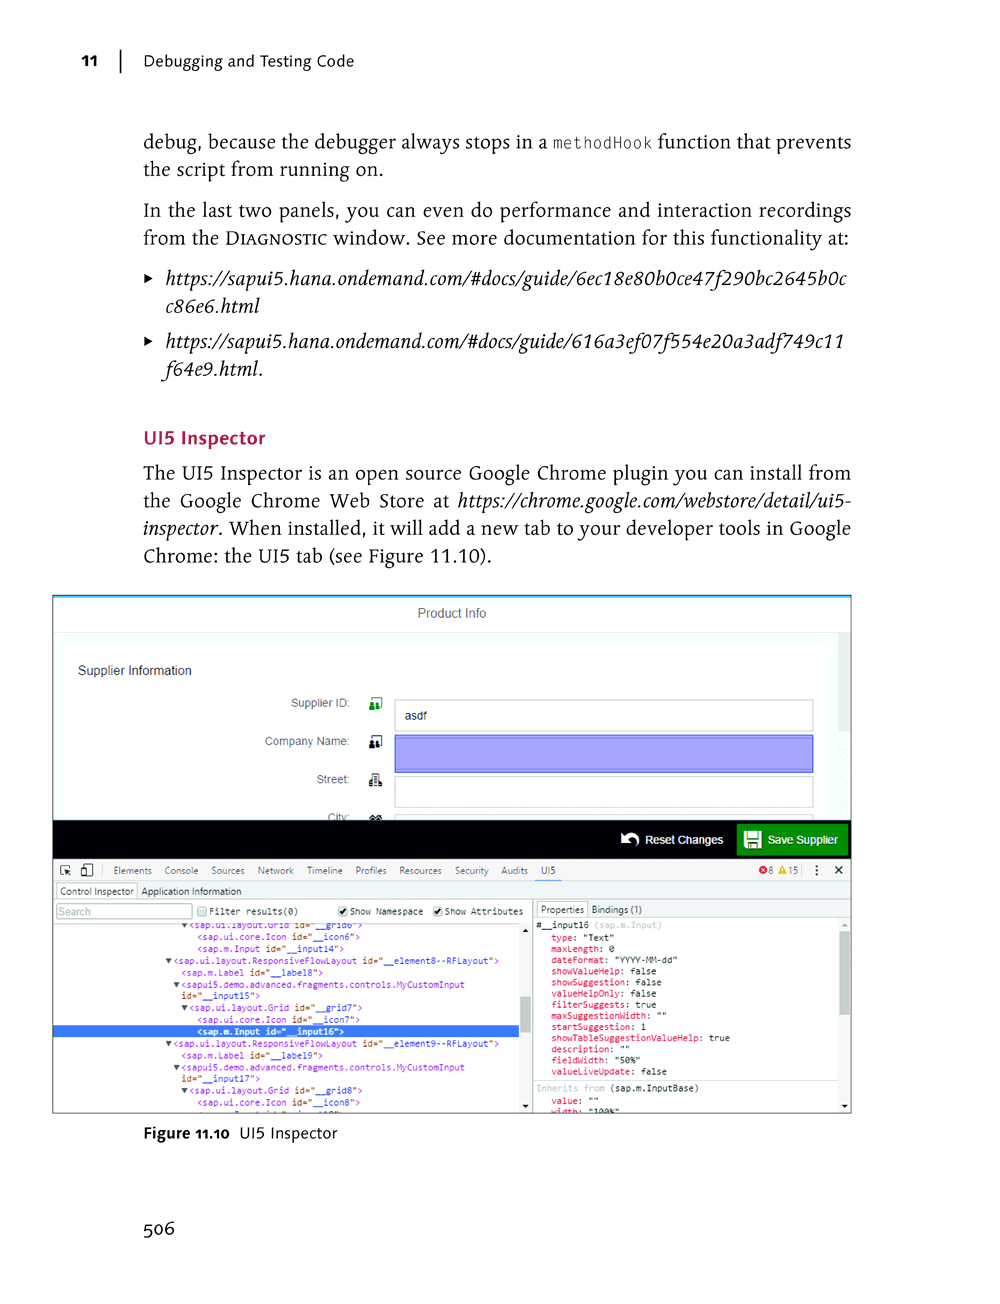 11 Debugging and Testing Code
debug, because the debugger always stops in a methodHook function that prevents
the script from running on.
In the last two panels, you can even do performance and interaction recordings
from the DIAGNOSTIC window. See more documentation for this functionality at:
▶ https://sapui5.hana.ondemand.com/#docs/guide/6ec18e80b0ce47f290bc2645b0c
c86e6.html
▶ https://sapui5.hana.ondemand.com/#docs/guide/616a3ef07f554e20a3adf749c11
f64e9.html.
UI5 Inspector
The UI5 Inspector is an open source Google Chrome plugin you can install from
the Google Chrome Web Store at https://chrome.google.com/webstore/detail/ui5-
inspector. When installed, it will add a new tab to your developer tools in Google
Chrome: the UI5 tab (see Figure 11.10).
Product Info
Supplier Information
Supplier ID:
asdf
Company Name:
Street:
City:
Reset Changes Save Supplier
Elements Console Sources Network Timeline Profiles Resources Security Audits UI5 8 15
Control Inspector Application Information
Search Filter results(0) Show Namespace Show Attributes
<sap.ui.layout.Grid id="__grid6">
<sap.ui.core.Icon id="__icon6">
<sap.m.Input id="__input14">
<sap.ui.layout.ResponsiveFlowLayout id="__element8--RFLayout">
<sap.m.Label id="__label8">
<sapui5.demo.advanced.fragments.controls.MyCustomInput
id="__input15">
<sap.ui.layout.Grid id="__grid7">
<sap.ui.core.Icon id="__icon7">
<sap.m.Input id="__input16">
<sap.ui.layout.ResponsiveFlowLayout id="__element9--RFLayout">
<sap.m.Label id="__label9">
<sapui5.demo.advanced.fragments.controls.MyCustomInput
id="__input17">
<sap.ui.layout.Grid id="__grid8">
<sap.ui.core.Icon id="__icon8">
Properties Bindings (1)
#__input16 (sap.m.Input)
type: "Text"
maxLength: 0
dateFormat: "YYYY-MM-dd"
showValueHelp: false
showSuggestion: false
valueHelpOnly: false
filterSuggests: true
maxSuggestionWidth: ""
startSuggestion: 1
showTableSuggestionValueHelp: true
description: ""
fieldWidth: "50%"
valueLiveUpdate: false
Inherits from (sap.m.InputBase)
value: ""
width: "100%"
Figure 11.10 UI5 Inspector
506